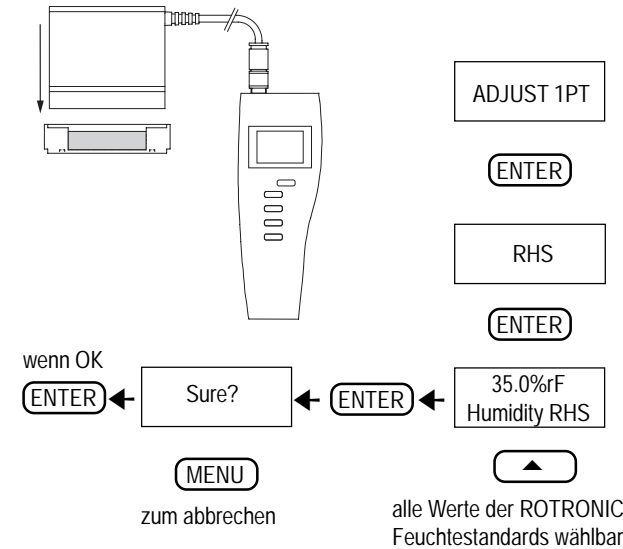 ADJUST 1PT
ENTER
RHS
ENTER
35.0%rF
Humidity RHS
alle Werte der ROTRONIC
Feuchtestandards wählbar
ENTER
Sure?
MENU
zum abbrechen
wenn OK
ENTER